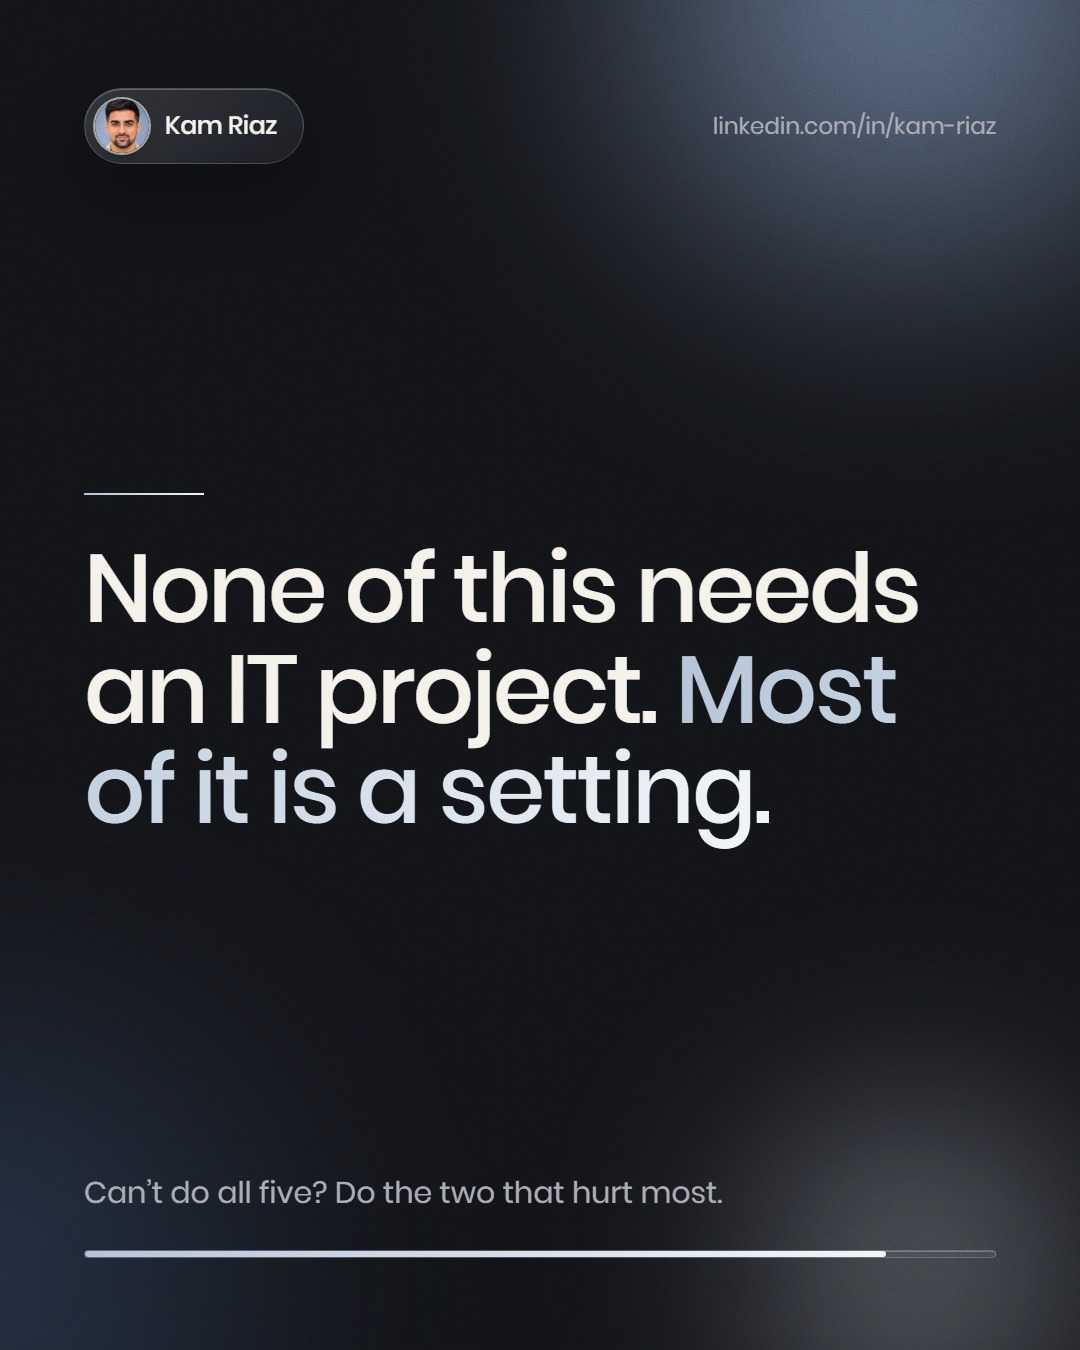 Kam Riaz
linkedin.com/in/kam-riaz
None of this needs
an IT project. Most
of it is a setting.
Can’t do all five? Do the two that hurt most.